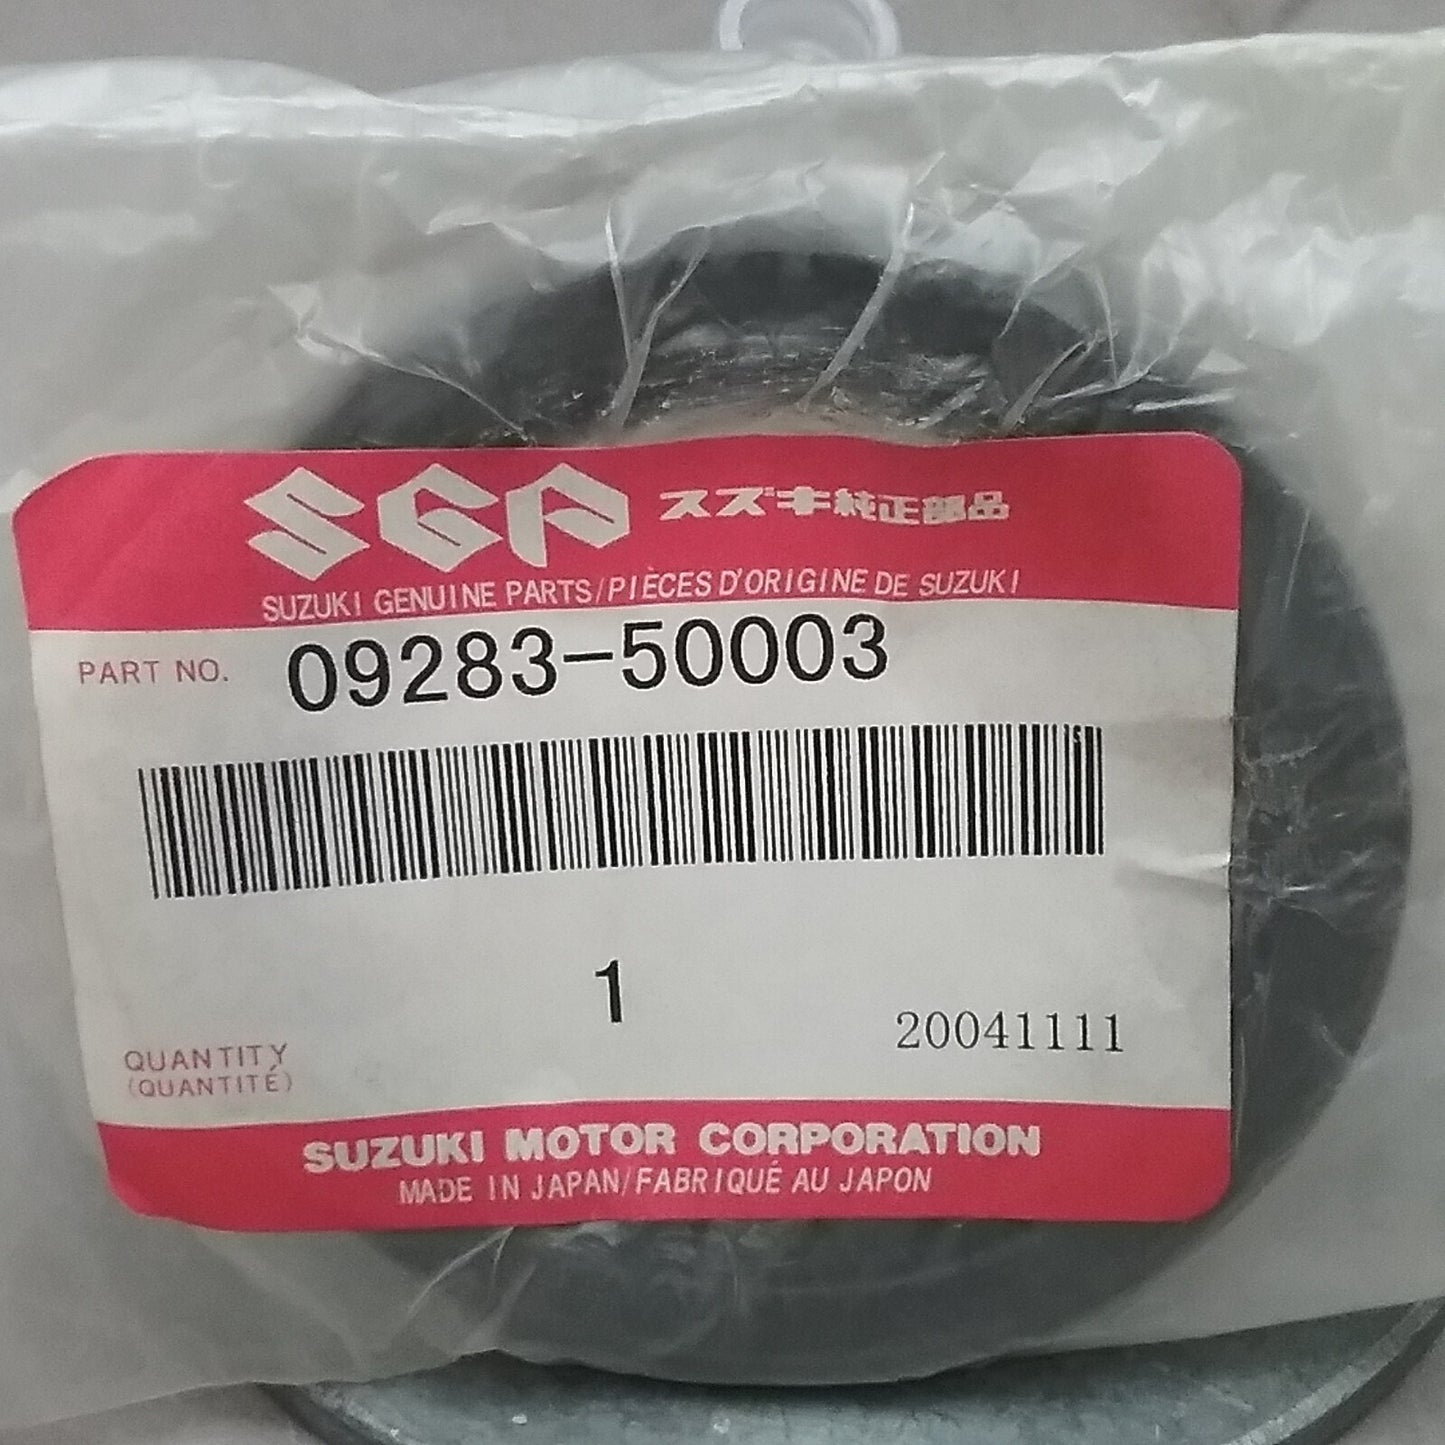 SGP スズキ純正部品
SUZUKI GENUINE PARTS/PIÈCES D'ORIGINE DE SUZUKI
PART NO. 09283-50003
1
20041111
QUANTITY
(QUANTITÉ)
SUZUKI MOTOR CORPORATION
MADE IN JAPAN/FABRIQUÉ AU JAPON